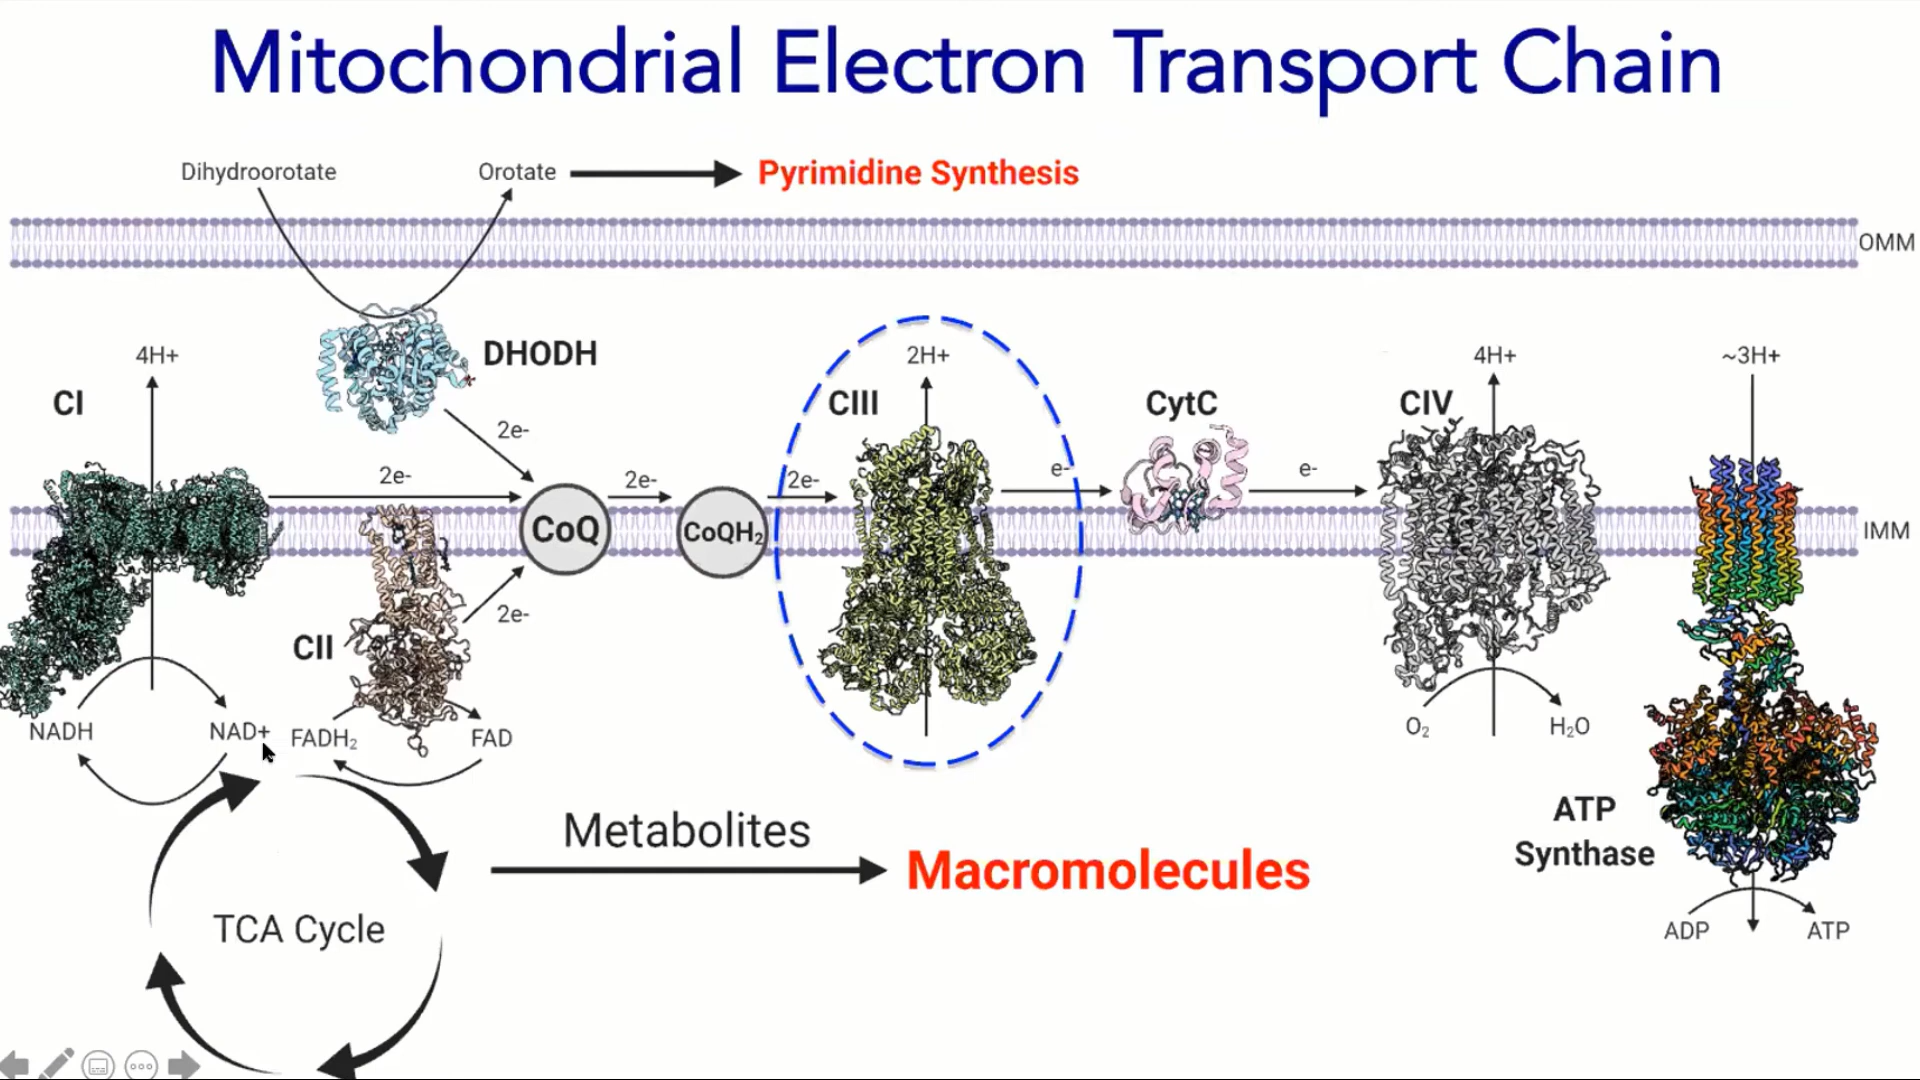 Mitochondrial Electron Transport Chain
Dihydroorotate
Orotate
Pyrimidine Synthesis
OMM
4H+
DHODH
2H+
4H+
~3H+
CI
CIII
CytC
CIV
2e-
2e-
2e-
2e-
e-
e-
CoQ
CoQH₂
IMM
2e-
CII
NADH
NAD+
FADH₂
FAD
O₂
H₂O
Metabolites
Macromolecules
ATP
Synthase
TCA Cycle
ADP
ATP